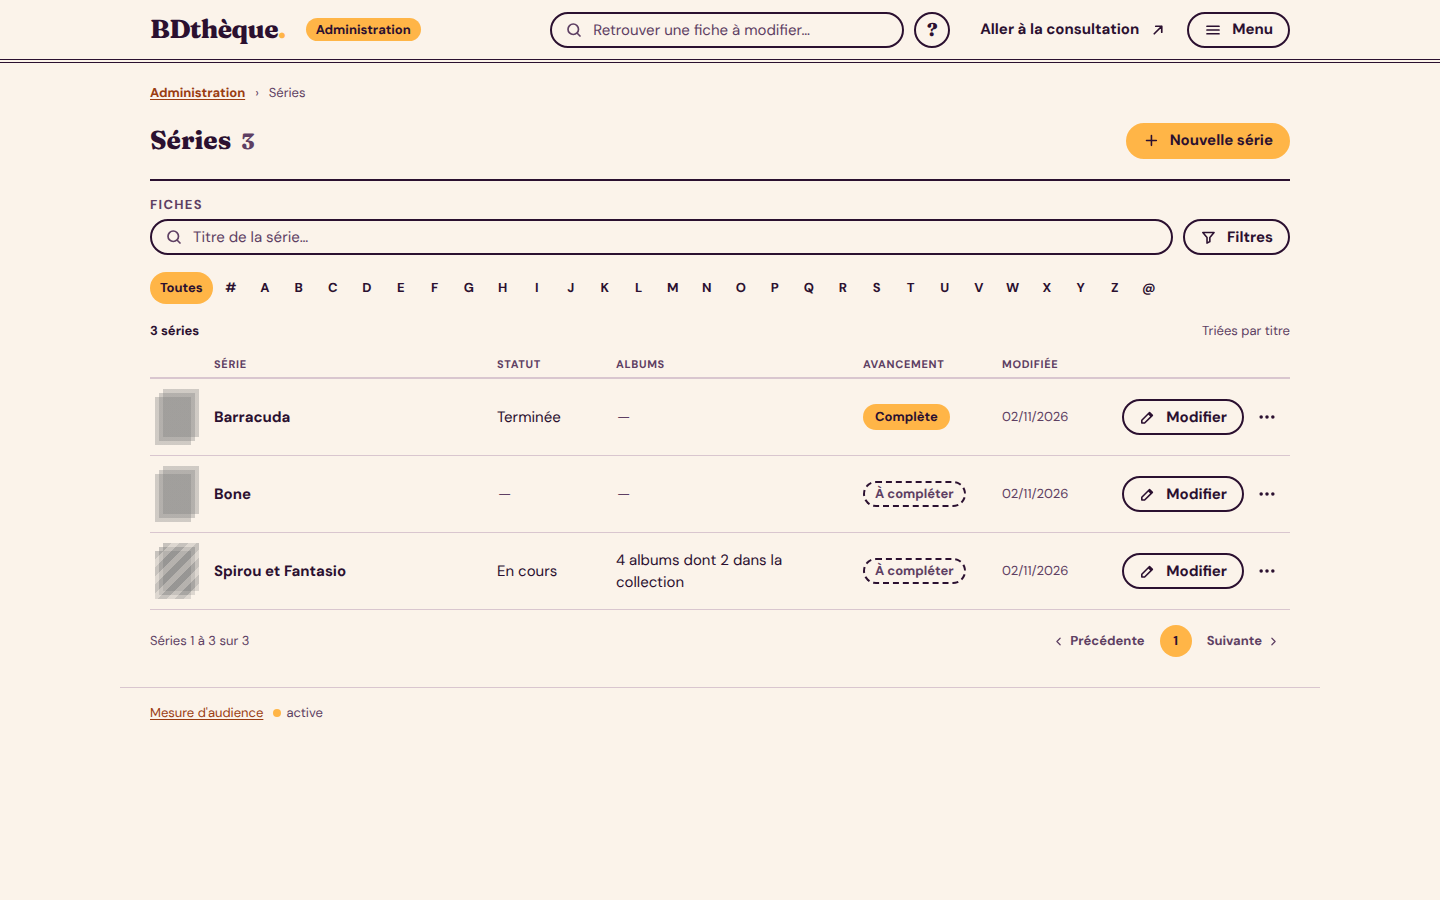 BDthèque. Administration Retrouver une fiche à modifier... ? Aller à la consultation Menu
Administration › Séries
Séries 3 Nouvelle série
FICHES
Titre de la série... Filtres
Toutes # A B C D E F G H I J K L M N O P Q R S T U V W X Y Z @
3 séries Triées par titre
SÉRIE STATUT ALBUMS AVANCEMENT MODIFIÉE
Barracuda Terminée — Complète 02/11/2026 Modifier
Bone — — À compléter 02/11/2026 Modifier
Spirou et Fantasio En cours 4 albums dont 2 dans la collection À compléter 02/11/2026 Modifier
Séries 1 à 3 sur 3 Précédente 1 Suivante
Mesure d'audience active